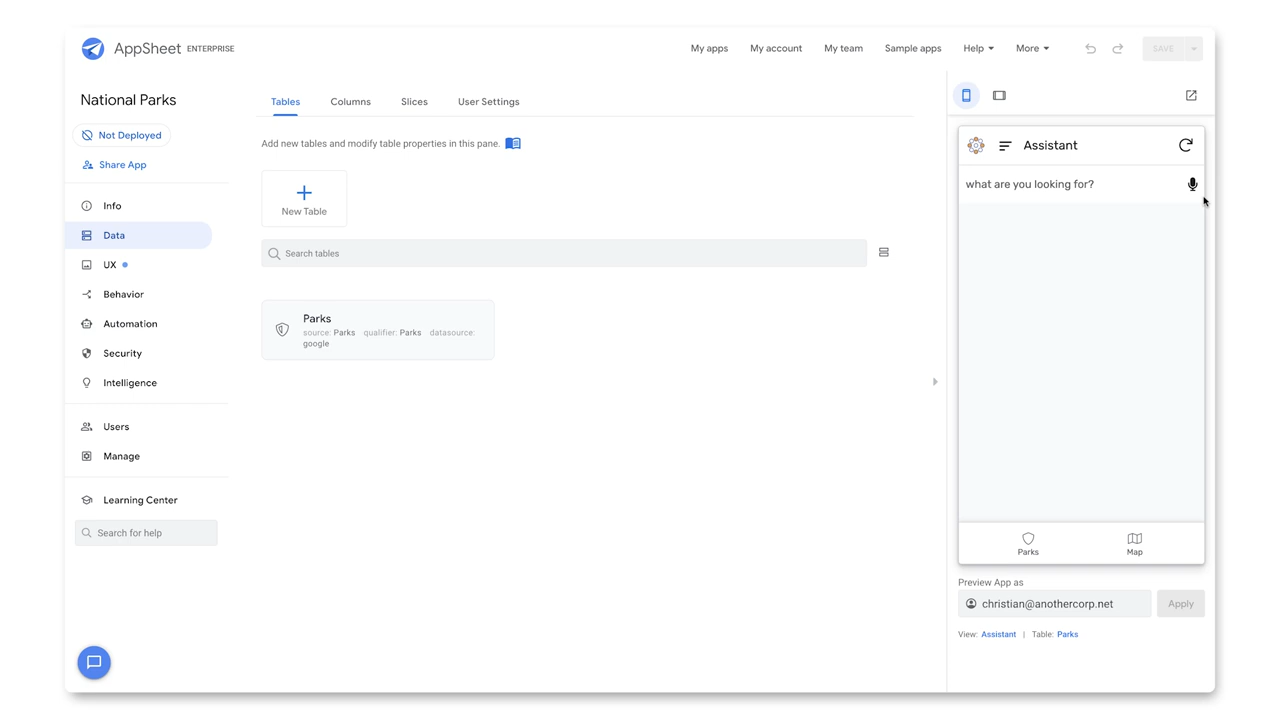 AppSheet ENTERPRISE
My apps My account My team Sample apps Help More SAVE
National Parks
Not Deployed
Share App
Info
Data
UX
Behavior
Automation
Security
Intelligence
Users
Manage
Learning Center
Search for help
Tables Columns Slices User Settings
Add new tables and modify table properties in this pane.
New Table
Search tables
Parks
source: Parks qualifier: Parks datasource:
google
Assistant
what are you looking for?
Parks Map
Preview App as
christian@anothercorp.net Apply
View: Assistant | Table: Parks